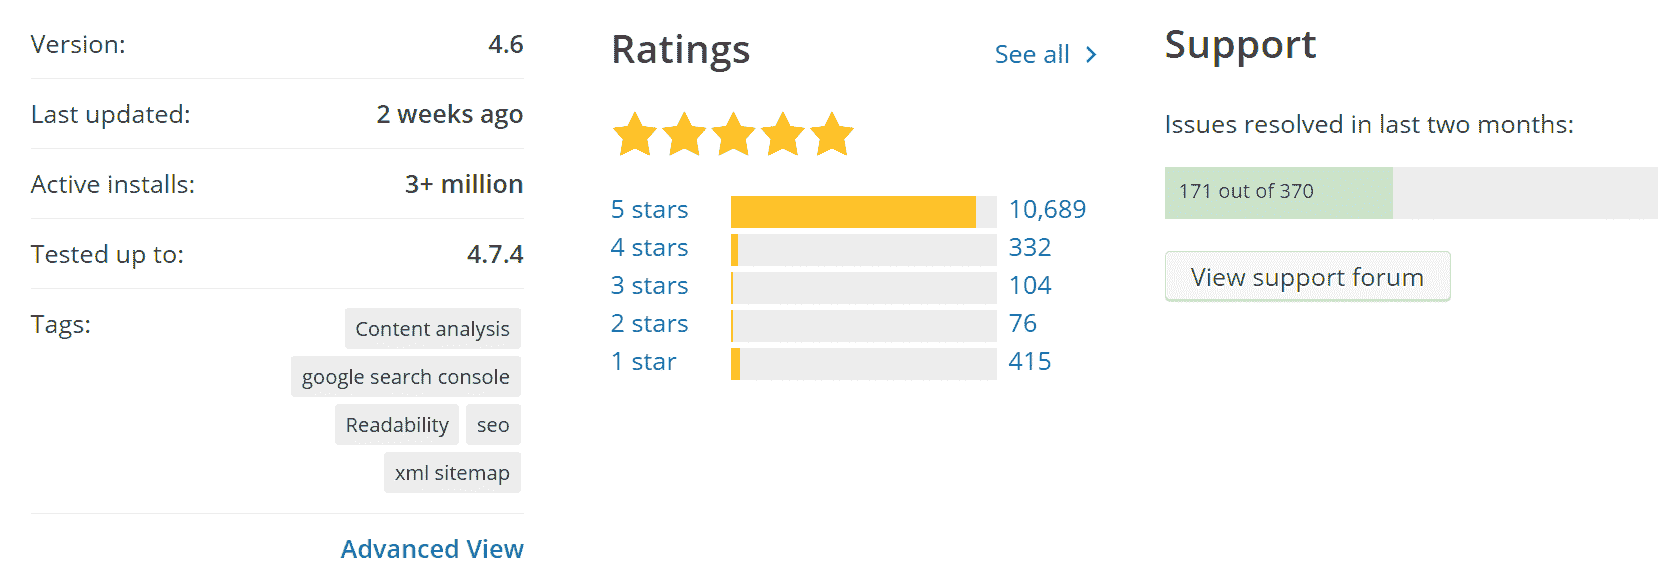 Version: 4.6
Last updated: 2 weeks ago
Active installs: 3+ million
Tested up to: 4.7.4
Tags: Content analysis
google search console
Readability seo
xml sitemap
Advanced View
Ratings See all >
5 stars 10,689
4 stars 332
3 stars 104
2 stars 76
1 star 415
Support
Issues resolved in last two months:
171 out of 370
View support forum